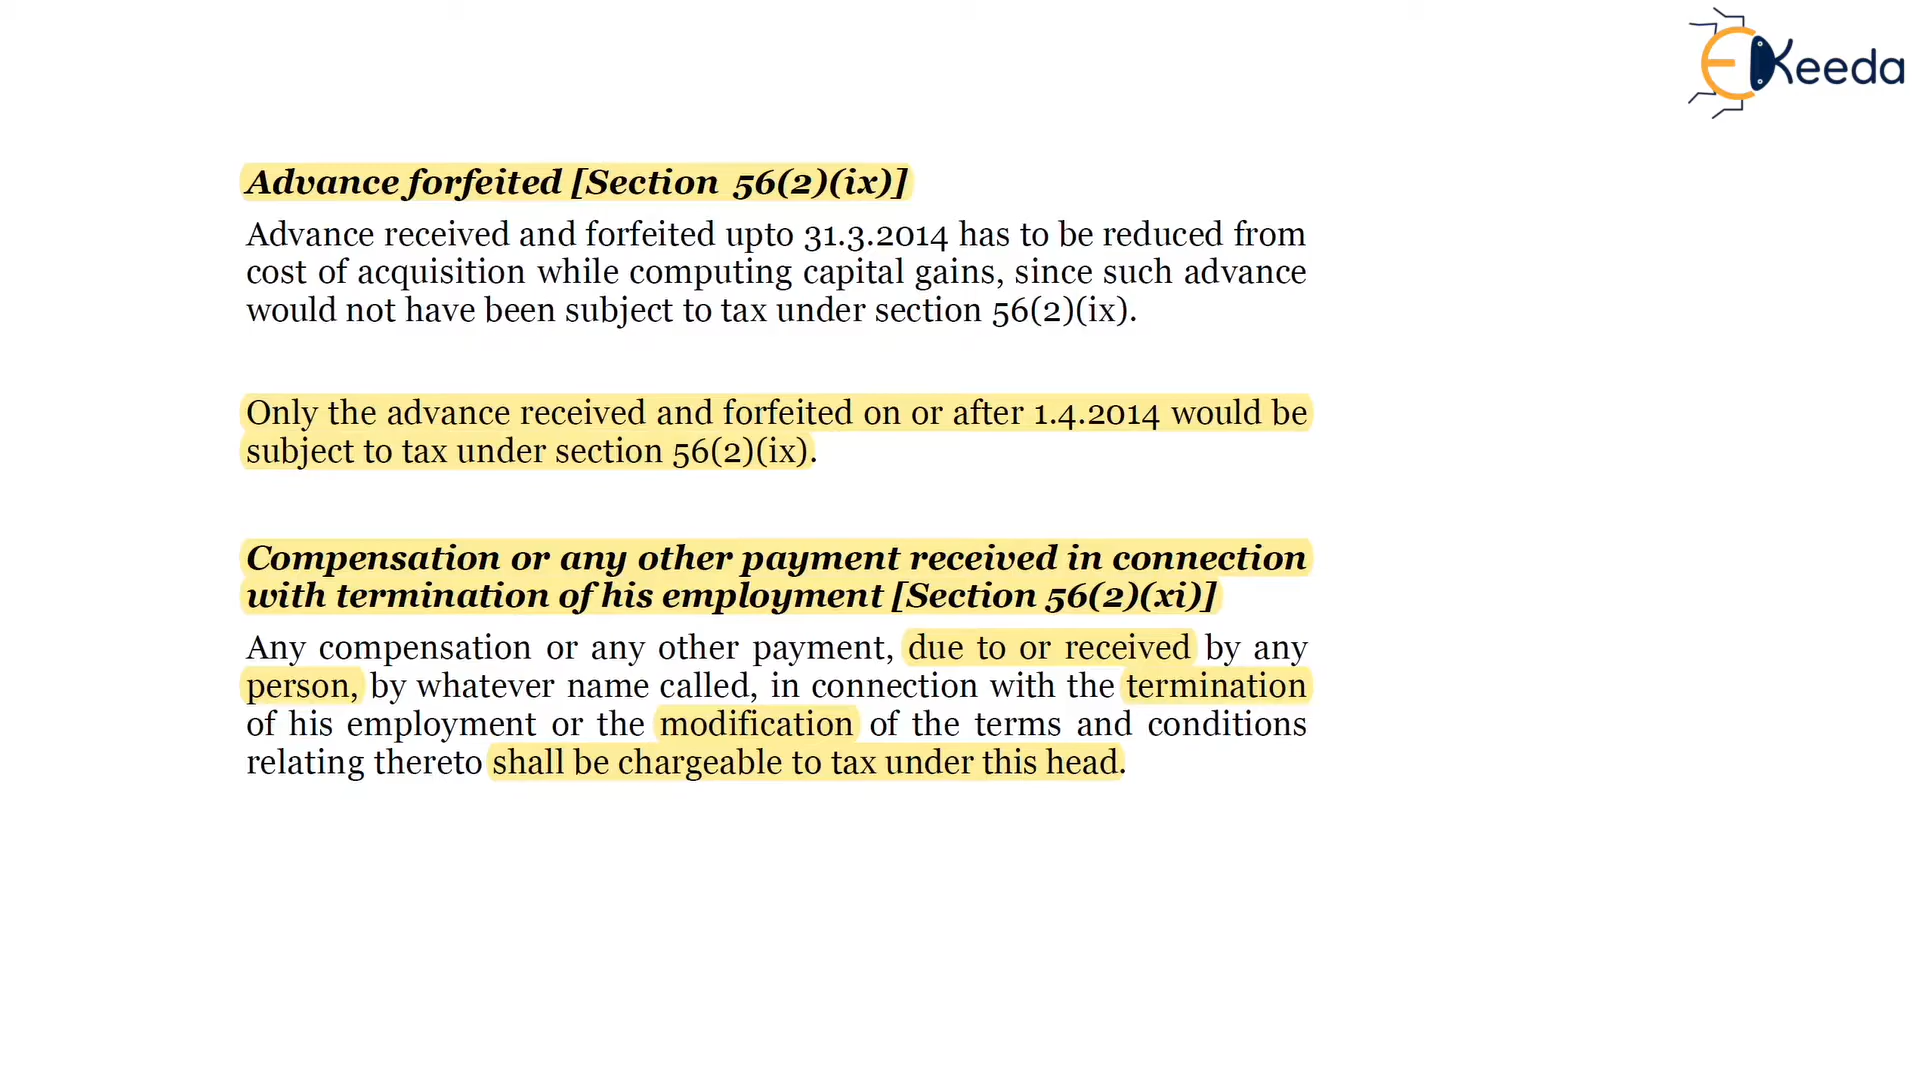 EKeeda
Advance forfeited [Section 56(2)(ix)]
Advance received and forfeited upto 31.3.2014 has to be reduced from
cost of acquisition while computing capital gains, since such advance
would not have been subject to tax under section 56(2)(ix).
Only the advance received and forfeited on or after 1.4.2014 would be
subject to tax under section 56(2)(ix).
Compensation or any other payment received in connection
with termination of his employment [Section 56(2)(xi)]
Any compensation or any other payment, due to or received by any
person, by whatever name called, in connection with the termination
of his employment or the modification of the terms and conditions
relating thereto shall be chargeable to tax under this head.